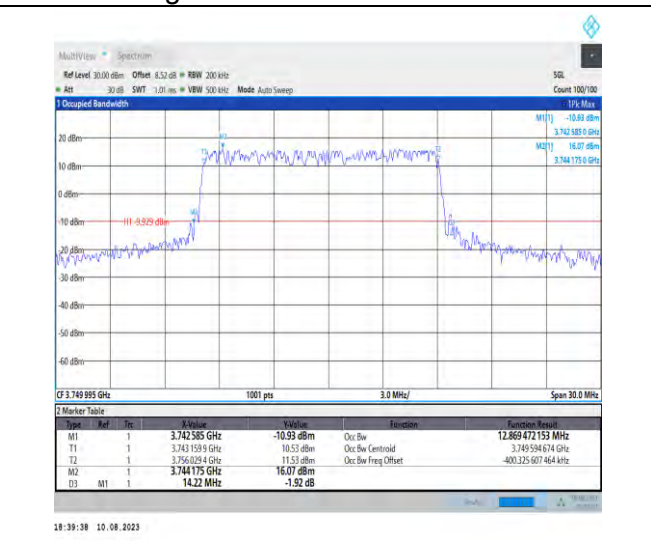 MultiView Spectrum
Ref Level 30.00 dBm Offset 8.52 dB RBW 200 kHz SGL
Att 30 dB SWT 1.01 ms VBW 500 kHz Mode Auto Sweep Count 100/100
1 Occupied Bandwidth 1Pk Max
M1[1] -10.93 dBm
3.742 585 0 GHz
M2[1] 16.07 dBm
3.744 175 0 GHz
20 dBm
M2
T1
T2
10 dBm
0 dBm
M1
-10 dBm
H1 -9.929 dBm
-20 dBm
-30 dBm
-40 dBm
-50 dBm
-60 dBm
CF 3.749 995 GHz 1001 pts 3.0 MHz/ Span 30.0 MHz
2 Marker Table
Type Ref Trc X-Value Y-Value Function Function Result
M1 1 3.742 585 GHz -10.93 dBm Occ Bw 12.869 472 153 MHz
T1 1 3.743 159 9 GHz 10.53 dBm Occ Bw Centroid 3.749 594 674 GHz
T2 1 3.756 029 4 GHz 11.53 dBm Occ Bw Freq Offset -400.325 607 464 kHz
M2 1 3.744 175 GHz 16.07 dBm
D3 M1 1 14.22 MHz -1.92 dB
18:39:38 10.08.2023